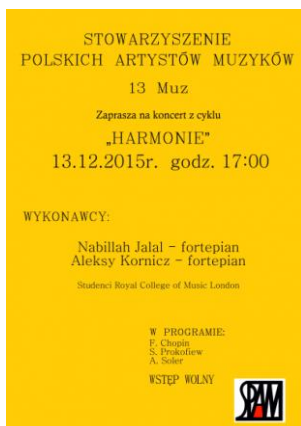 STOWARZYSZENIE
POLSKICH ARTYSTÓW MUZYKÓW
13 Muz
Zaprasza na koncert z cyklu
„HARMONIE”
13.12.2015r. godz. 17:00
WYKONAWCY:
Nabillah Jalal – fortepian
Aleksy Kornicz – fortepian
Studenci Royal College of Music London
W PROGRAMIE:
F. Chopin
S. Prokofiew
A. Soler
WSTĘP WOLNY
SPAM